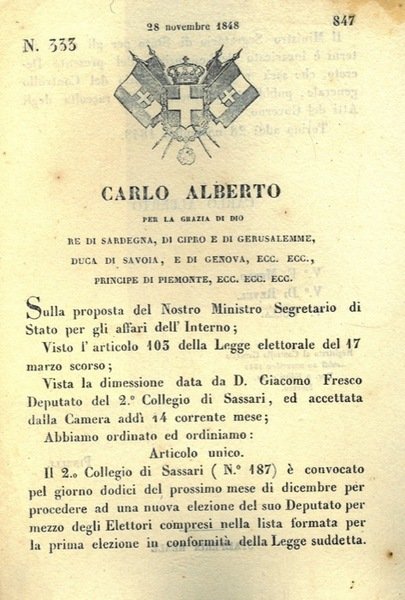 28 novembre 1848
847
N. 333
CARLO ALBERTO
PER LA GRAZIA DI DIO
RE DI SARDEGNA, DI CIPRO E DI GERUSALEMME,
DUCA DI SAVOIA, E DI GENOVA, ECC. ECC.,
PRINCIPE DI PIEMONTE, ECC. ECC. ECC.
Sulla proposta del Nostro Ministro Segretario di
Stato per gli affari dell'Interno;
Visto l'articolo 103 della Legge elettorale del 17
marzo scorso;
Vista la dimessione data da D. Giacomo Fresco
Deputato del 2.º Collegio di Sassari, ed accettata
dalla Camera addì 14 corrente mese;
Abbiamo ordinato ed ordiniamo:
Articolo unico.
Il 2.º Collegio di Sassari ( N.º 187) è convocato
pel giorno dodici del prossimo mese di dicembre per
procedere ad una nuova elezione del suo Deputato per
mezzo degli Elettori compresi nella lista formata per
la prima elezione in conformità della Legge suddetta.